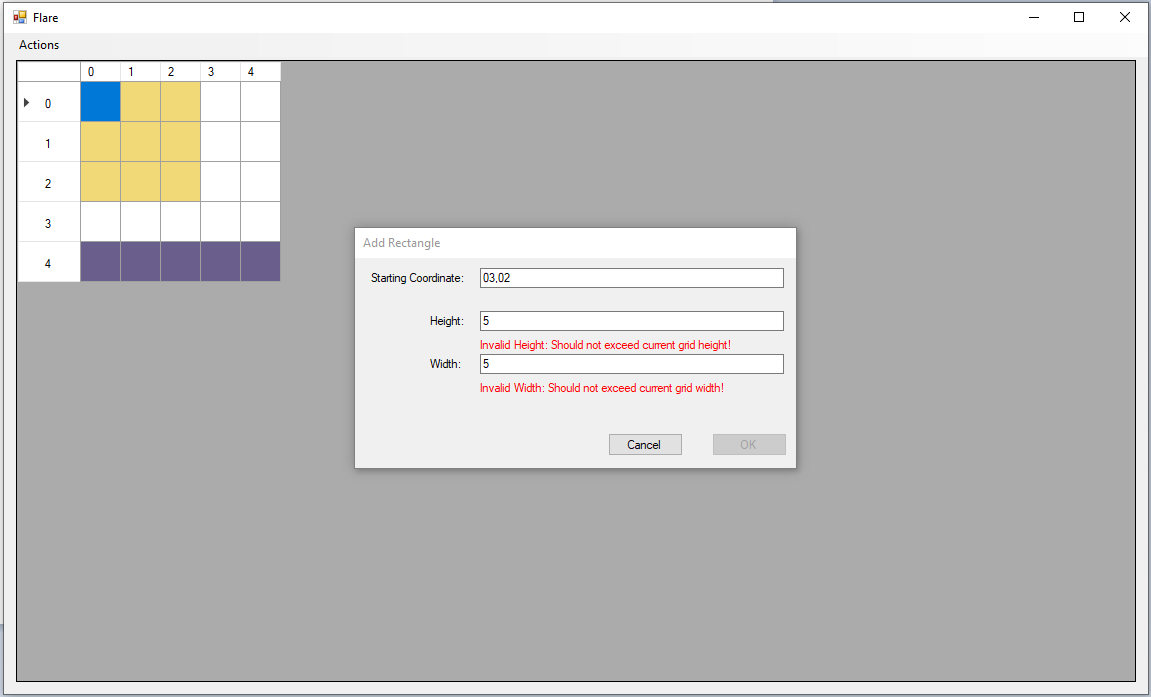 Flare
Actions
0 1 2 3 4
0
1
2
3
4
Add Rectangle
Starting Coordinate: 03,02
Height: 5
Invalid Height: Should not exceed current grid height!
Width: 5
Invalid Width: Should not exceed current grid width!
Cancel OK